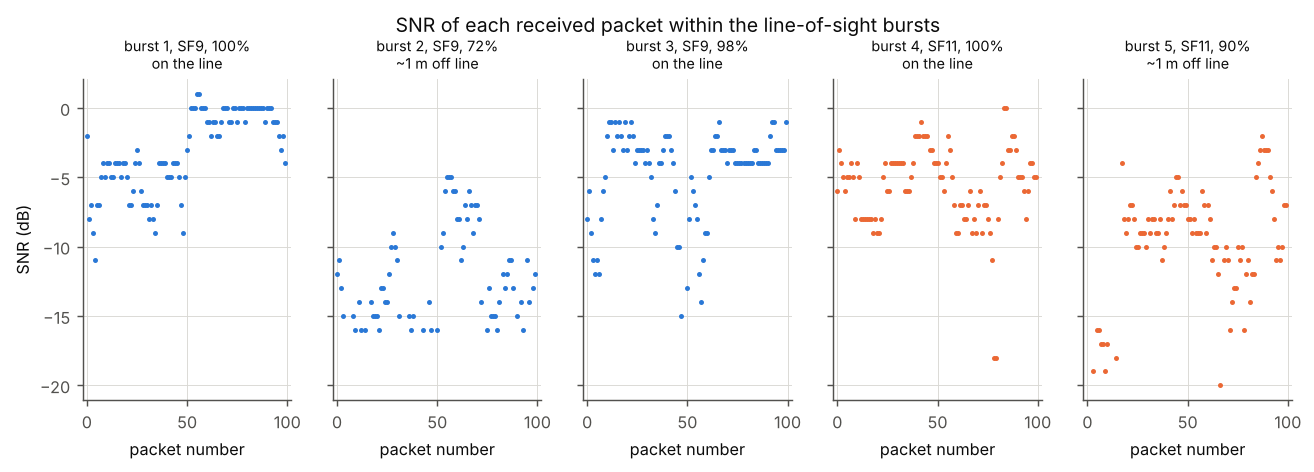 SNR of each received packet within the line-of-sight bursts
burst 1, SF9, 100%
on the line
burst 2, SF9, 72%
~1 m off line
burst 3, SF9, 98%
on the line
burst 4, SF11, 100%
on the line
burst 5, SF11, 90%
~1 m off line
SNR (dB)
0
−5
−10
−15
−20
0 50 100
0 50 100
0 50 100
0 50 100
0 50 100
packet number
packet number
packet number
packet number
packet number